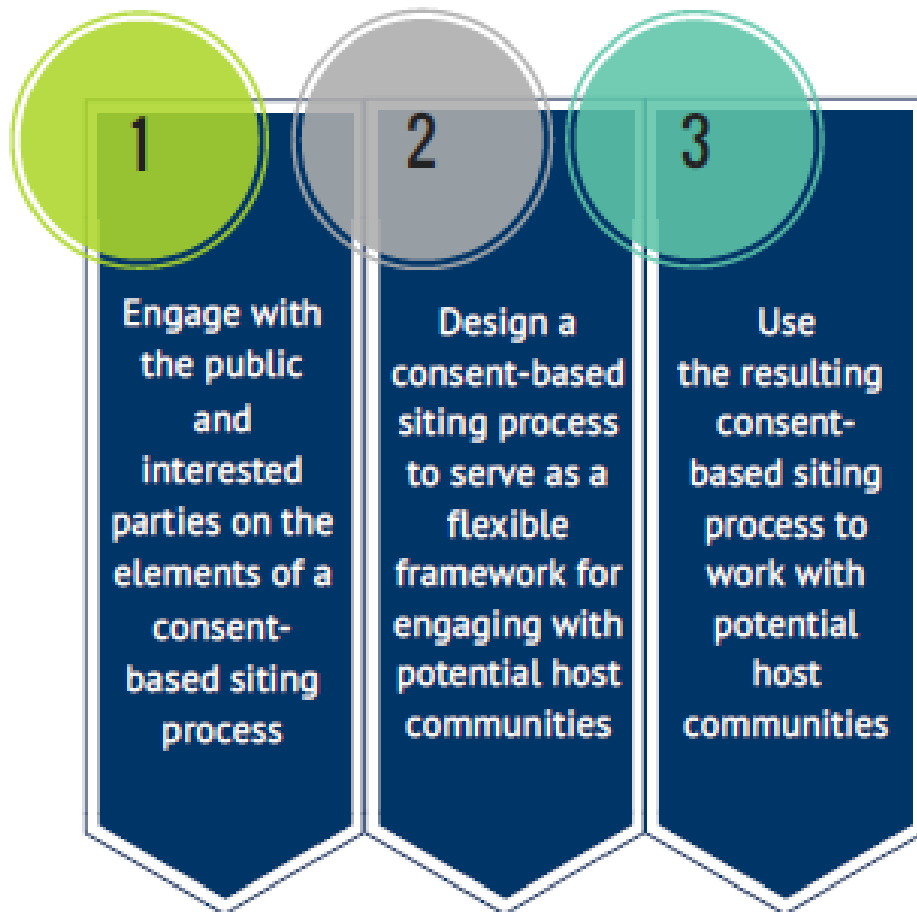 1
Engage with
the public
and
interested
parties on the
elements of a
consent-
based siting
process
2
Design a
consent-based
siting process
to serve as a
flexible
framework for
engaging with
potential host
communities
3
Use
the resulting
consent-
based siting
process to
work with
potential
host
communities